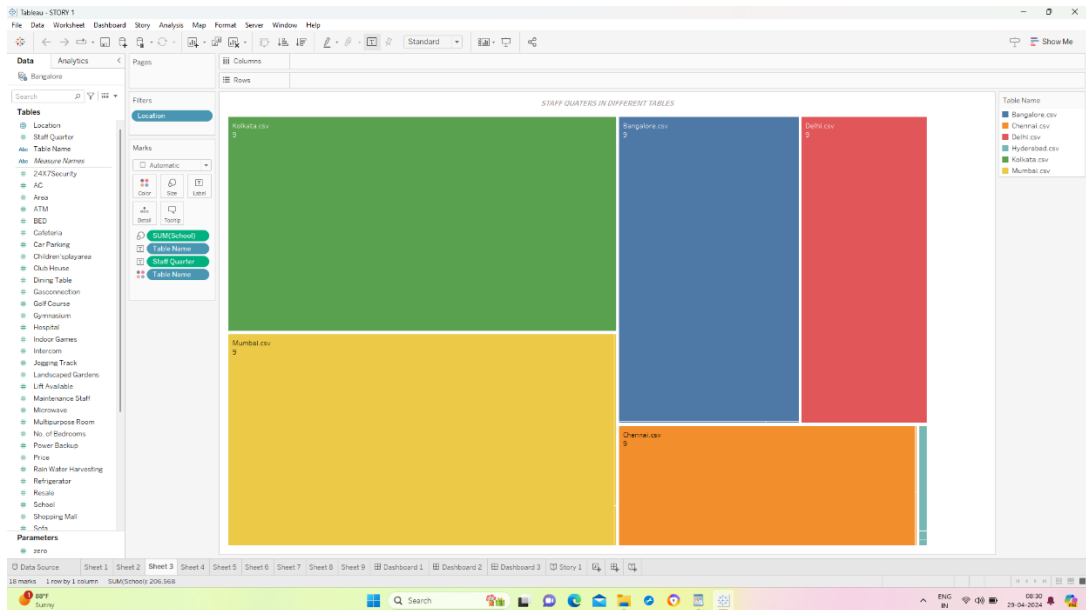 Tableau - STORY 1
File Data Worksheet Dashboard Story Analysis Map Format Server Window Help
Standard
Show Me
Data Analytics
Bangalore
Search
Tables
Location
Staff Quarter
Abc Table Name
Abc Measure Names
# 24X7Security
# AC
# Area
# ATM
# BED
# Cafeteria
# Car Parking
# Children'splayarea
# Club House
# Dining Table
# Gasconnection
# Golf Course
# Gymnasium
# Hospital
# Indoor Games
# Intercom
# Jogging Track
# Landscaped Gardens
# Lift Available
# Maintenance Staff
# Microwave
# Multipurpose Room
# No. of Bedrooms
# Power Backup
# Price
# Rain Water Harvesting
# Refrigerator
# Resale
# School
# Shopping Mall
# Sofa
Parameters
# zero
Pages
Filters
Location
Marks
Automatic
Color Size Label
Detail Tooltip
SUM(School)
Table Name
Staff Quarter
Table Name
Columns
Rows
STAFF QUATERS IN DIFFERENT TABLES
Kolkata.csv
9
Bangalore.csv
9
Delhi.csv
9
Mumbai.csv
9
Chennai.csv
9
Table Name
Bangalore.csv
Chennai.csv
Delhi.csv
Hyderabad.csv
Kolkata.csv
Mumbai.csv
Data Source Sheet 1 Sheet 2 Sheet 3 Sheet 4 Sheet 5 Sheet 6 Sheet 7 Sheet 8 Sheet 9 Dashboard 1 Dashboard 2 Dashboard 3 Story 1
18 marks 1 row by 1 column SUM(School): 206,568
88°F
Sunny
Search
ENG
IN
08:30
29-04-2024